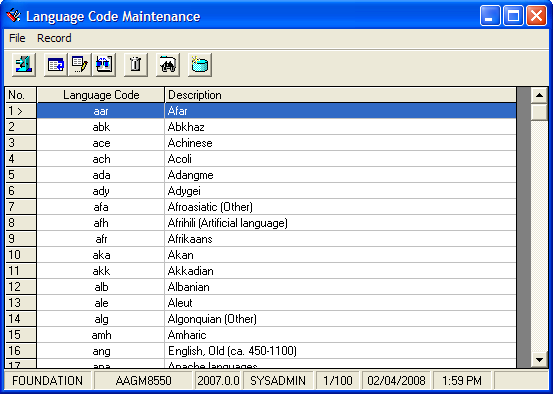 Language Code Maintenance
File Record
No. Language Code Description
1 > aar Afar
2 abk Abkhaz
3 ace Achinese
4 ach Acoli
5 ada Adangme
6 ady Adygei
7 afa Afroasiatic (Other)
8 afh Afrihili (Artificial language)
9 afr Afrikaans
10 aka Akan
11 akk Akkadian
12 alb Albanian
13 ale Aleut
14 alg Algonquian (Other)
15 amh Amharic
16 ang English, Old (ca. 450-1100)
17 apa Apache languages
FOUNDATION AAGM8550 2007.0.0 SYSADMIN 1/100 02/04/2008 1:59 PM